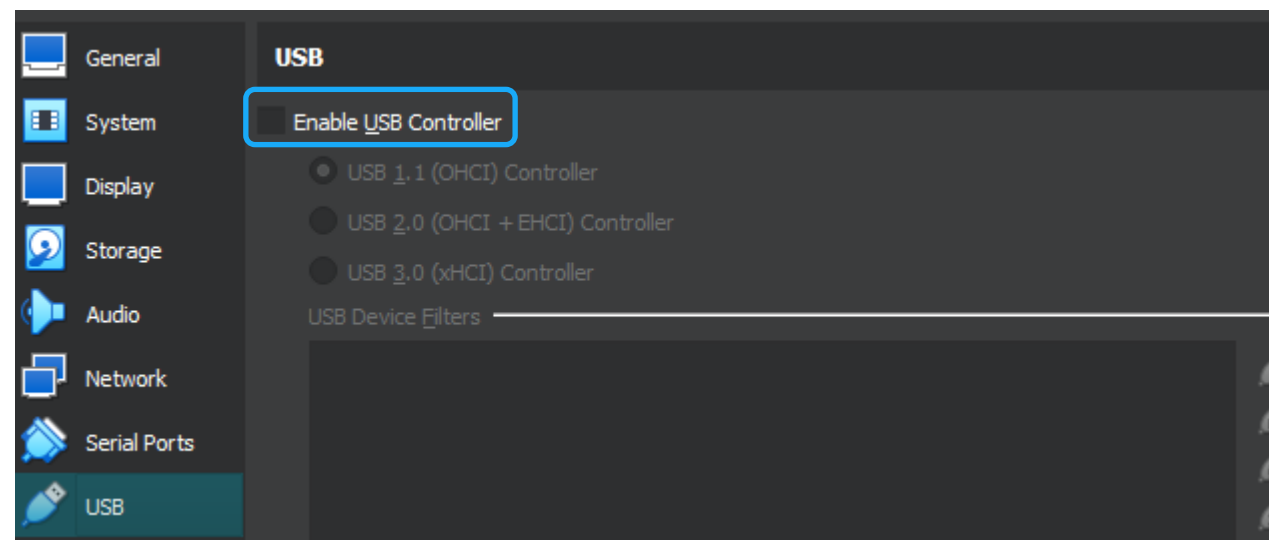 General
System
Display
Storage
Audio
Network
Serial Ports
USB
USB
Enable USB Controller
USB 1.1 (OHCI) Controller
USB 2.0 (OHCI + EHCI) Controller
USB 3.0 (xHCI) Controller
USB Device Filters